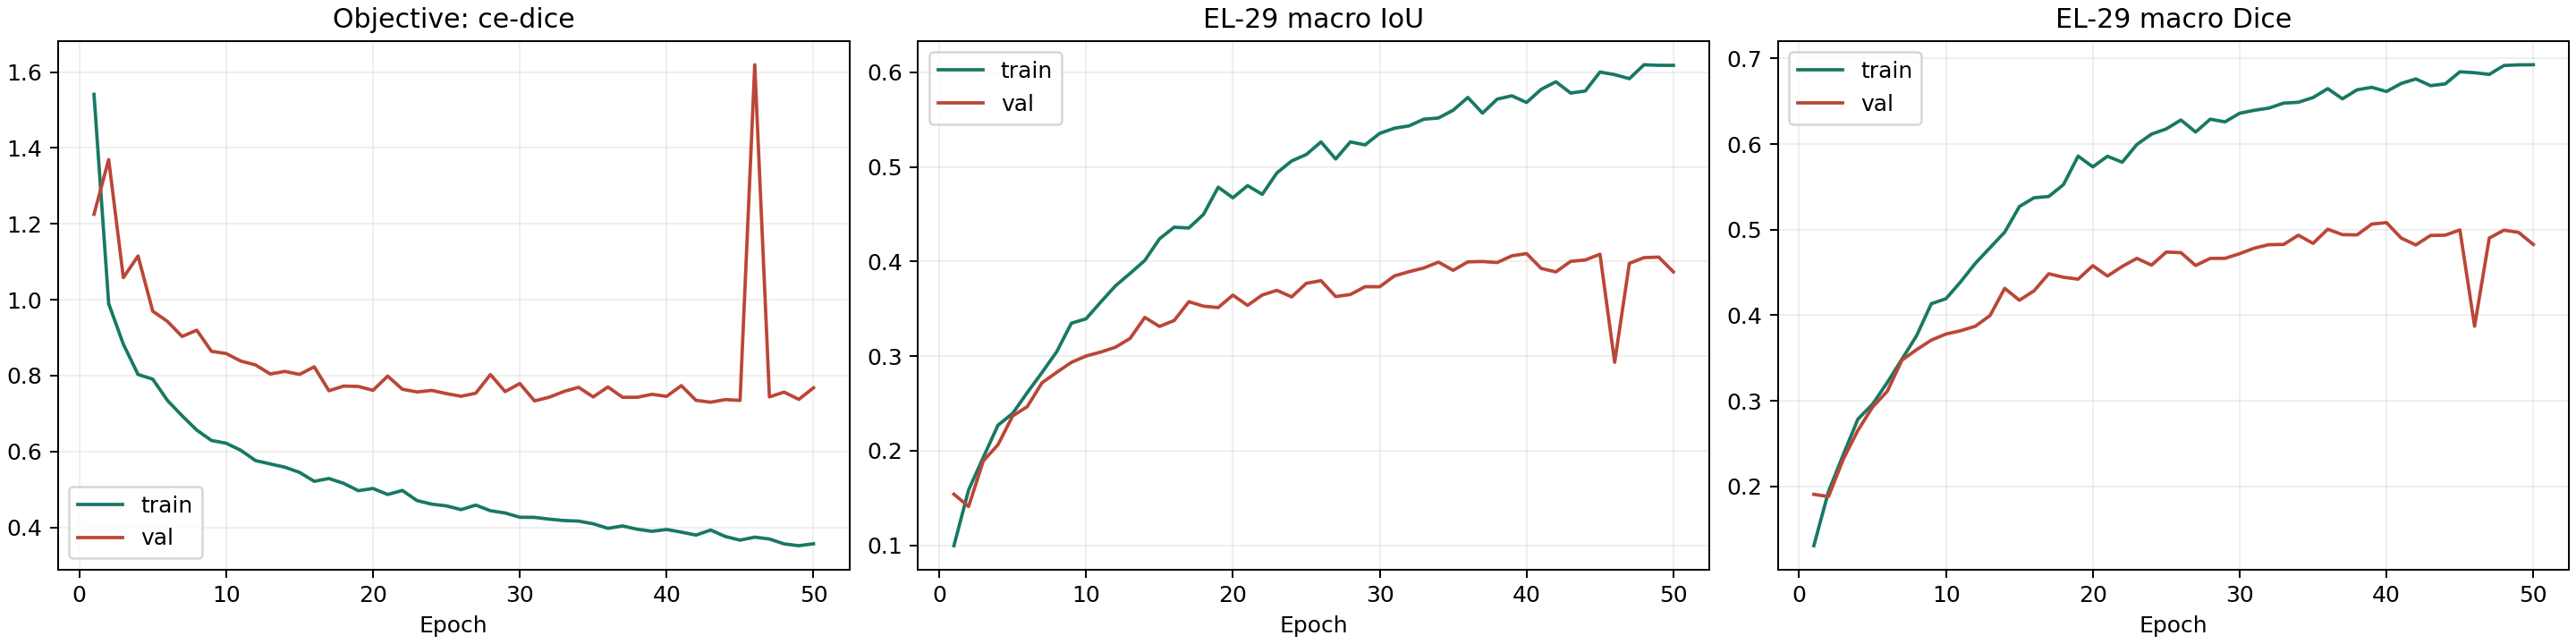 Objective: ce-dice
1.6
1.4
1.2
1.0
0.8
0.6
0.4
train
val
0 10 20 30 40 50
Epoch
EL-29 macro IoU
train
val
0.6
0.5
0.4
0.3
0.2
0.1
0 10 20 30 40 50
Epoch
EL-29 macro Dice
0.7
train
val
0.6
0.5
0.4
0.3
0.2
0 10 20 30 40 50
Epoch